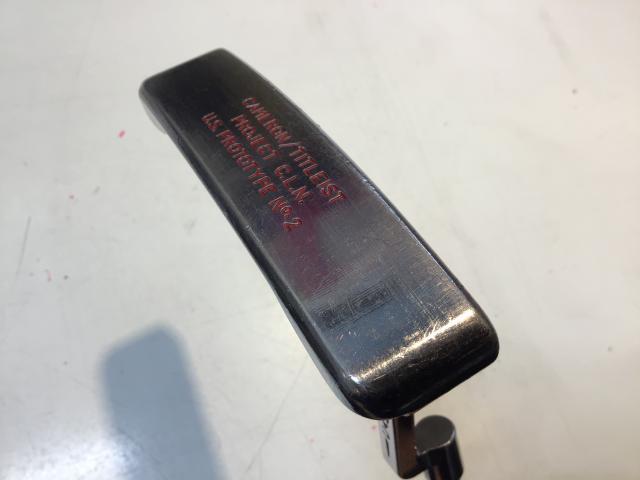 CAMERON/TITLEIST
PROJECT C.L.N.
U.S. PROTOTYPE No. 2